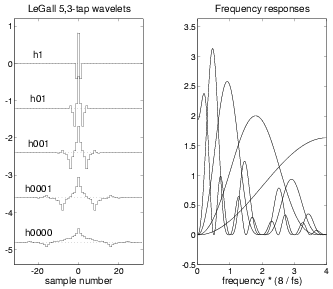 LeGall 5,3-tap wavelets
1
0
-1
-2
-3
-4
-5
h1
h01
h001
h0001
h0000
-20
0
20
sample number
Frequency responses
3.5
3
2.5
2
1.5
1
0.5
0
-0.5
0
1
2
3
4
frequency * (8 / fs)